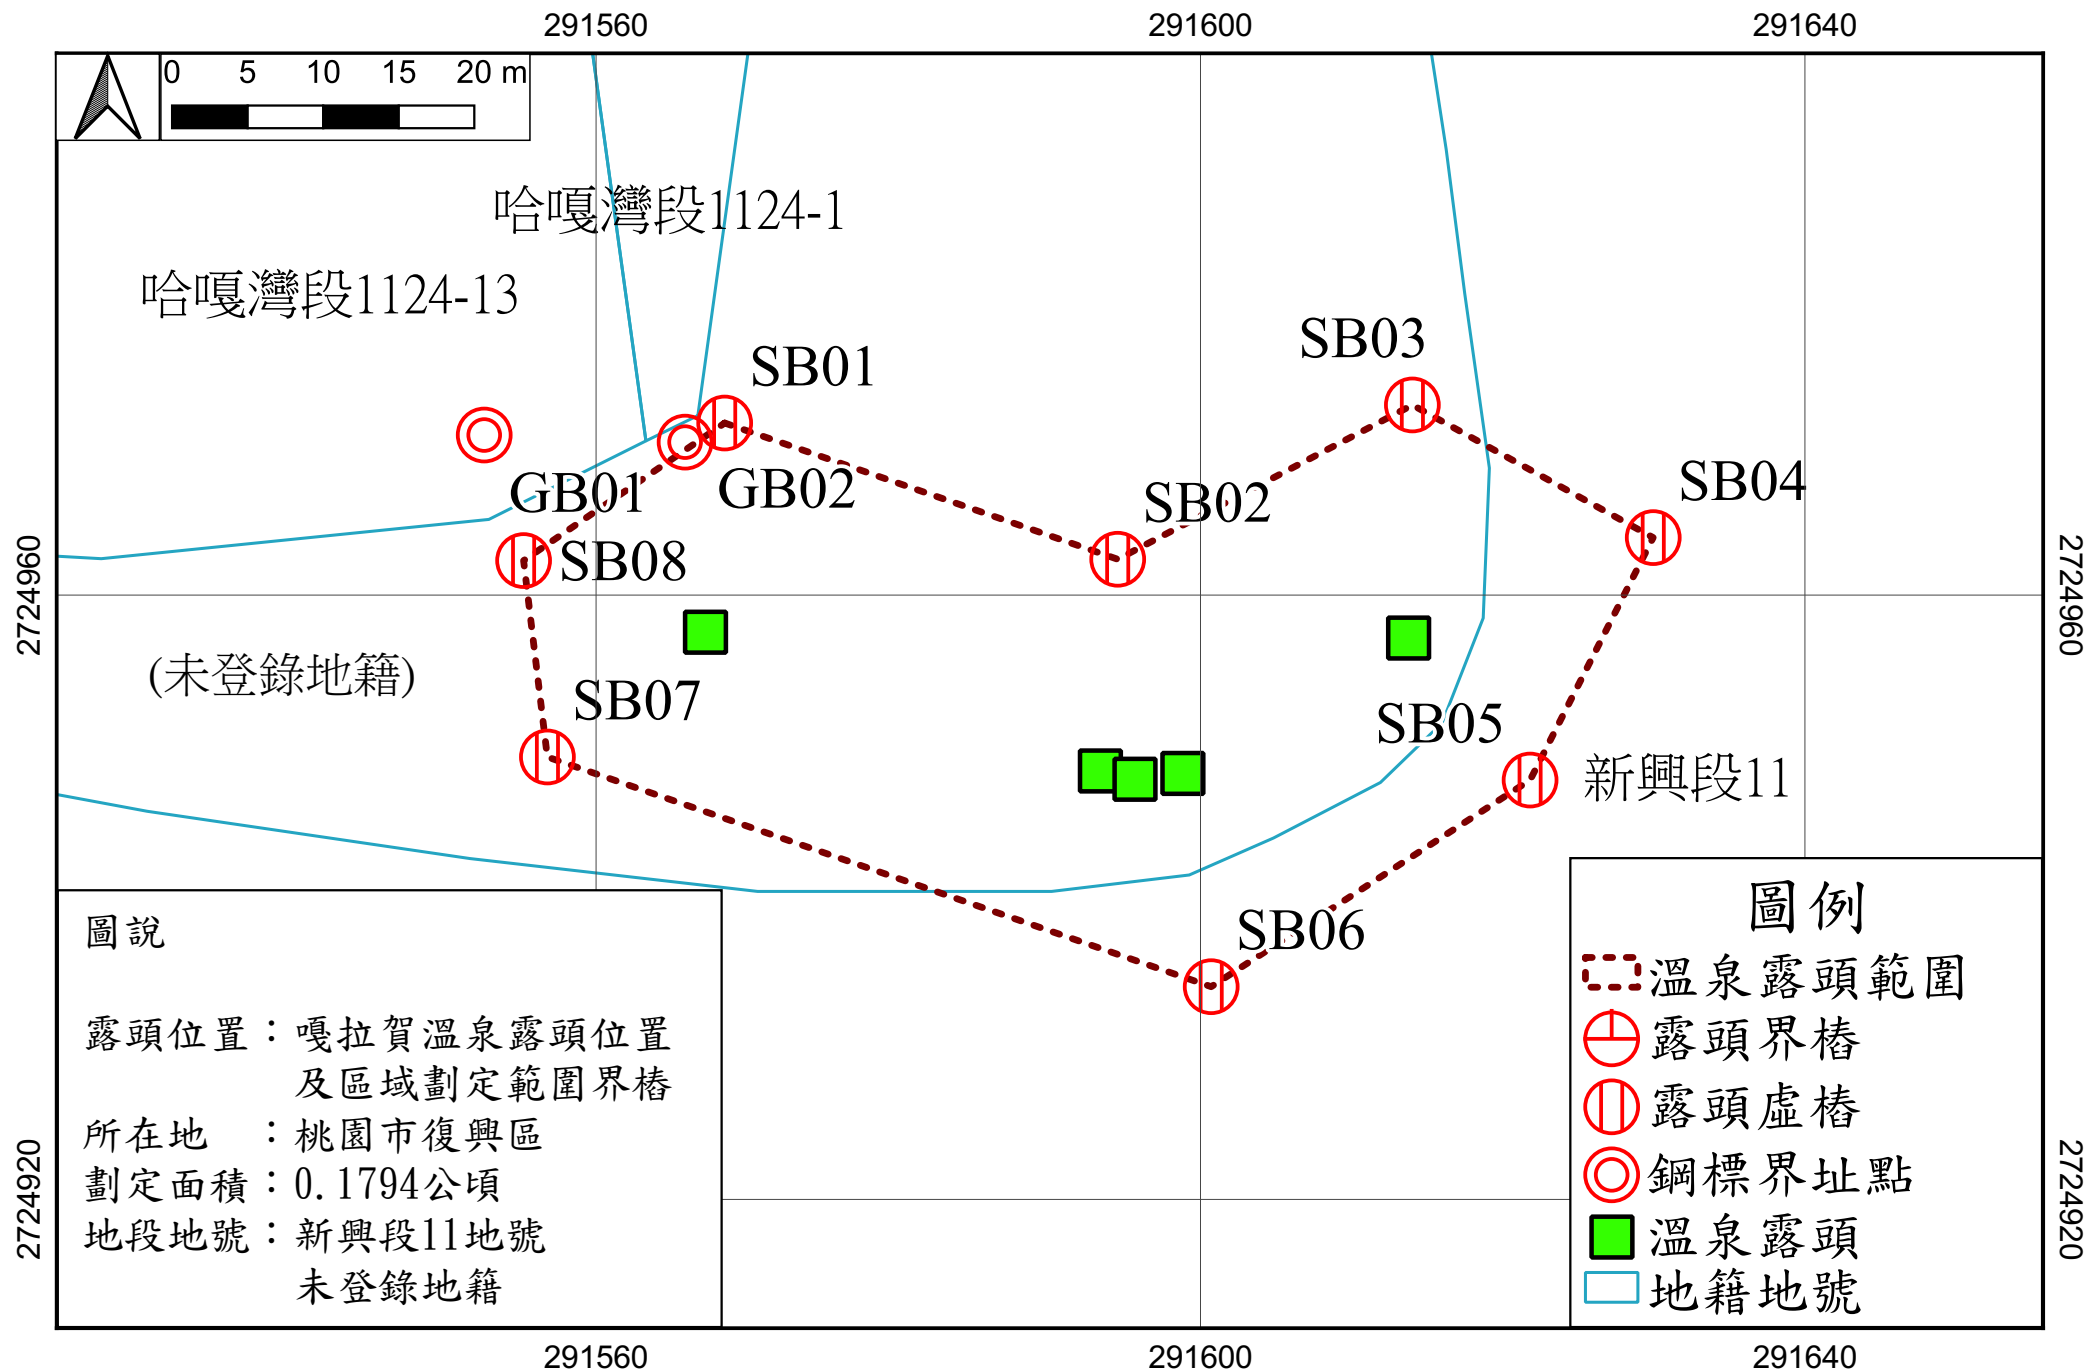 291560
291600
291640
0 5 10 15 20 m
哈嘎灣段1124-1
哈嘎灣段1124-13
SB01
SB03
GB01
GB02
SB02
SB04
SB08
2724960
2724960
(未登錄地籍)
SB07
SB05
新興段11
SB06
圖說
露頭位置：嘎拉賀溫泉露頭位置
及區域劃定範圍界樁
所在地　：桃園市復興區
劃定面積：0.1794公頃
地段地號：新興段11地號
未登錄地籍
圖例
溫泉露頭範圍
露頭界樁
露頭虛樁
鋼標界址點
溫泉露頭
地籍地號
2724920
2724920
291560
291600
291640